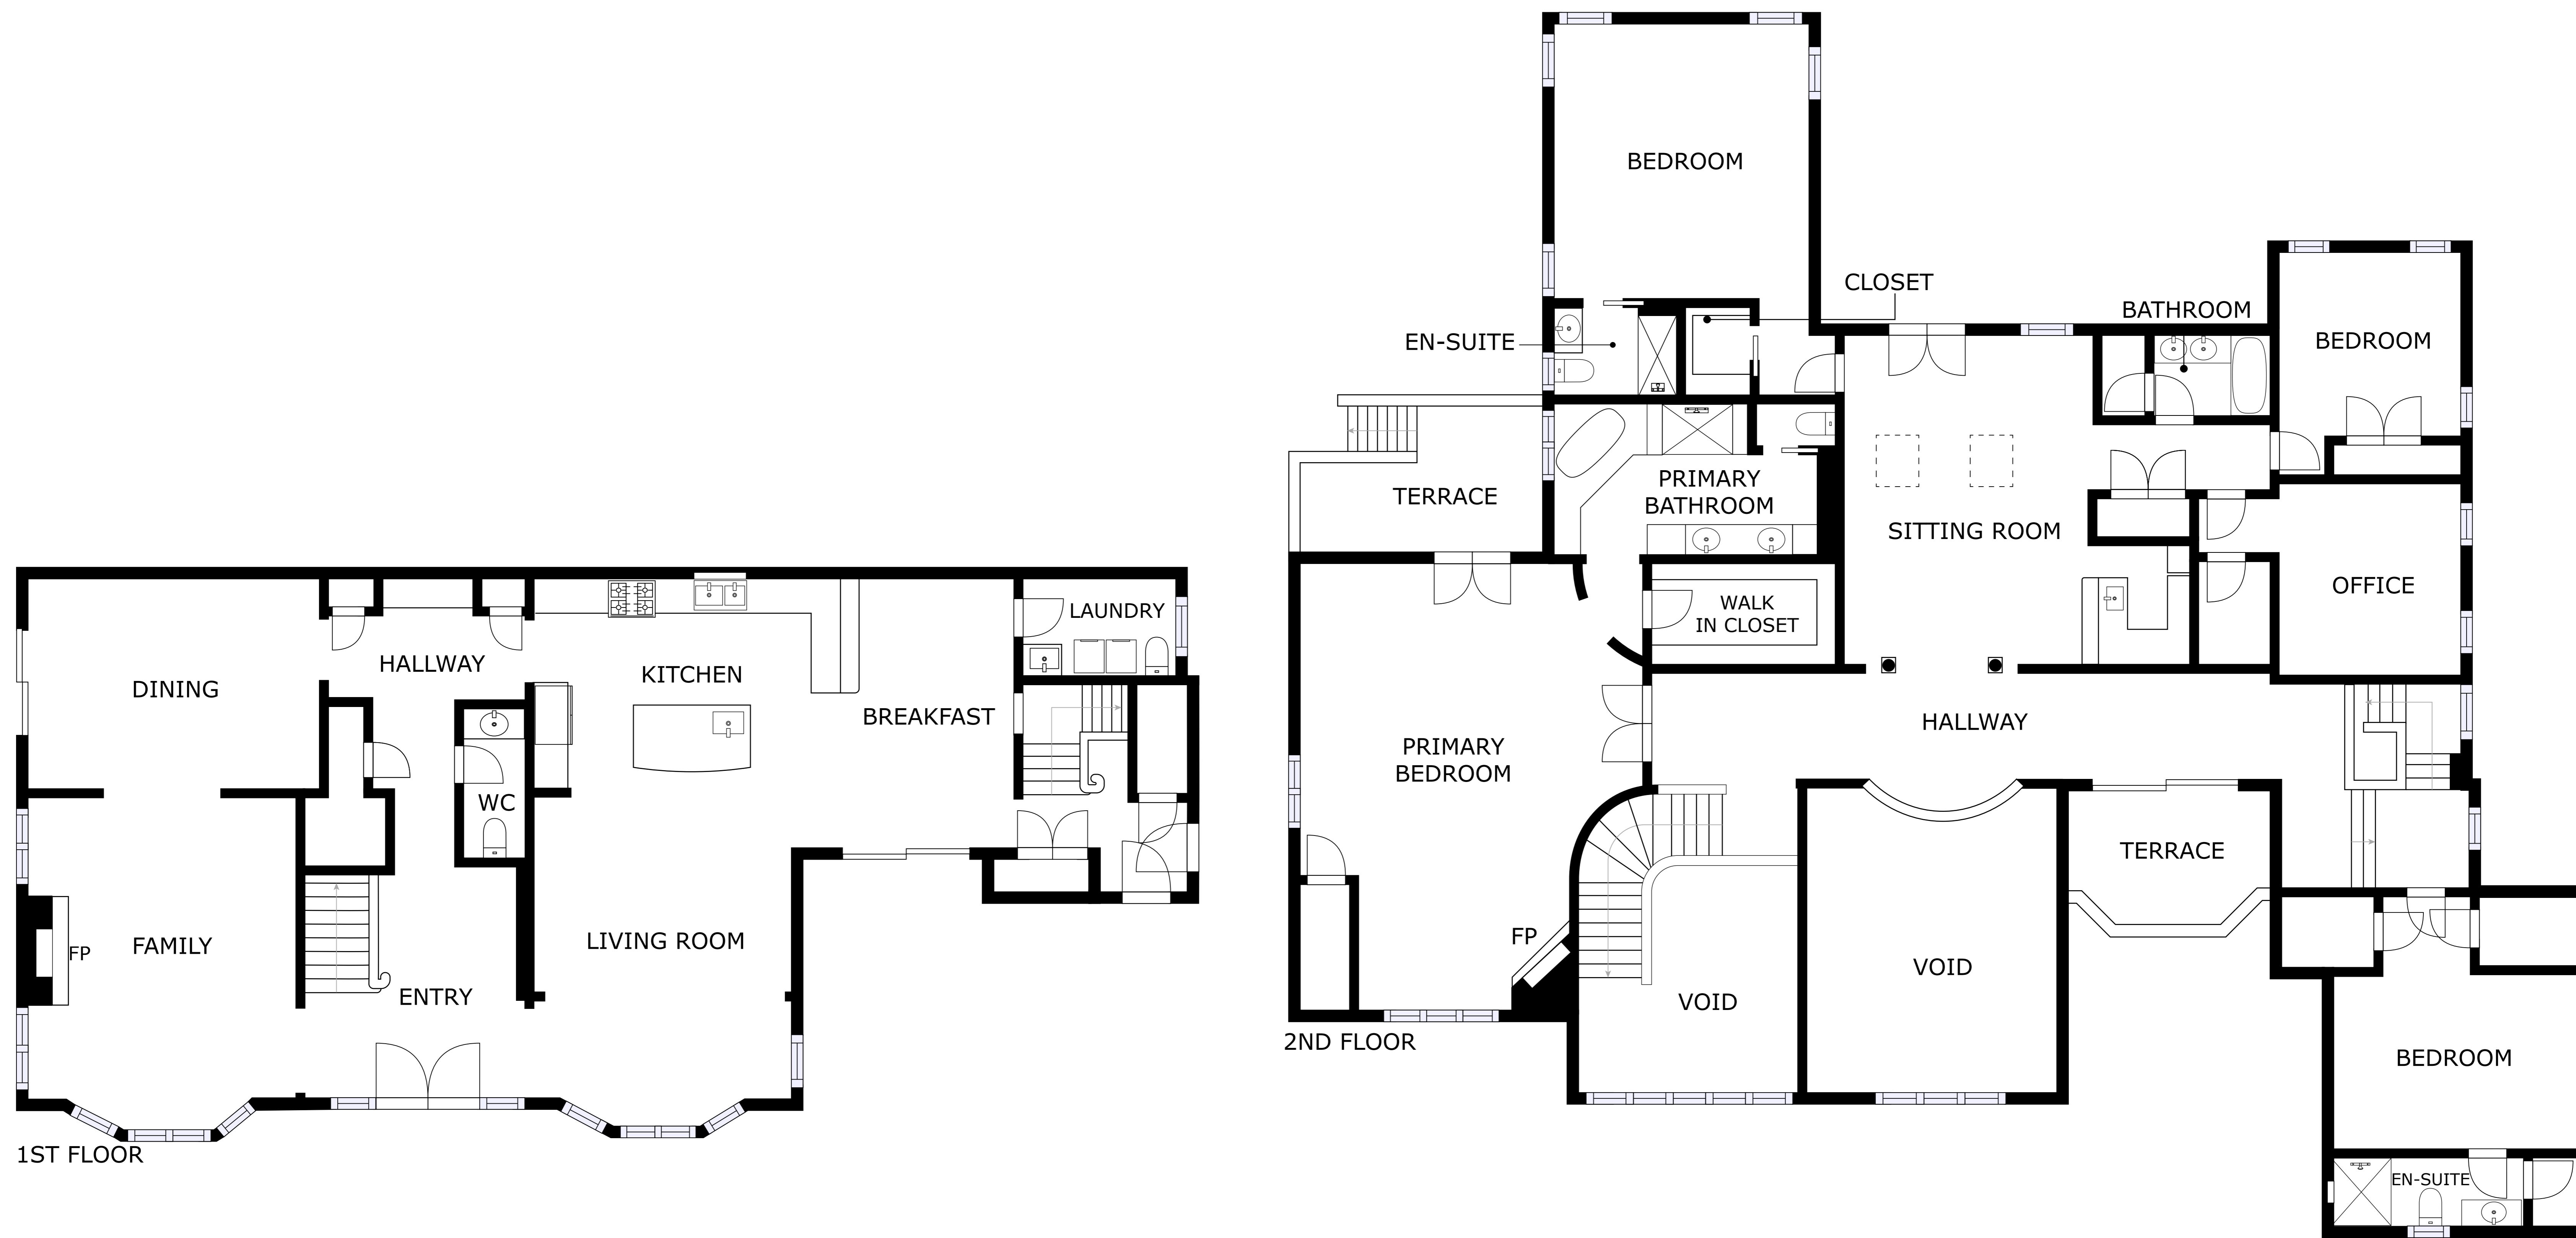 DINING
HALLWAY
KITCHEN
BREAKFAST
LAUNDRY
WC
FP
FAMILY
LIVING ROOM
ENTRY
1ST FLOOR
BEDROOM
CLOSET
EN-SUITE
BATHROOM
BEDROOM
TERRACE
PRIMARY
BATHROOM
SITTING ROOM
OFFICE
WALK
IN CLOSET
HALLWAY
PRIMARY
BEDROOM
TERRACE
FP
VOID
VOID
2ND FLOOR
BEDROOM
EN-SUITE